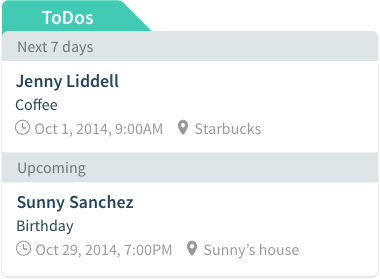 ToDos
Next 7 days
Jenny Liddell
Coffee
Oct 1, 2014, 9:00AM Starbucks
Upcoming
Sunny Sanchez
Birthday
Oct 29, 2014, 7:00PM Sunny's house